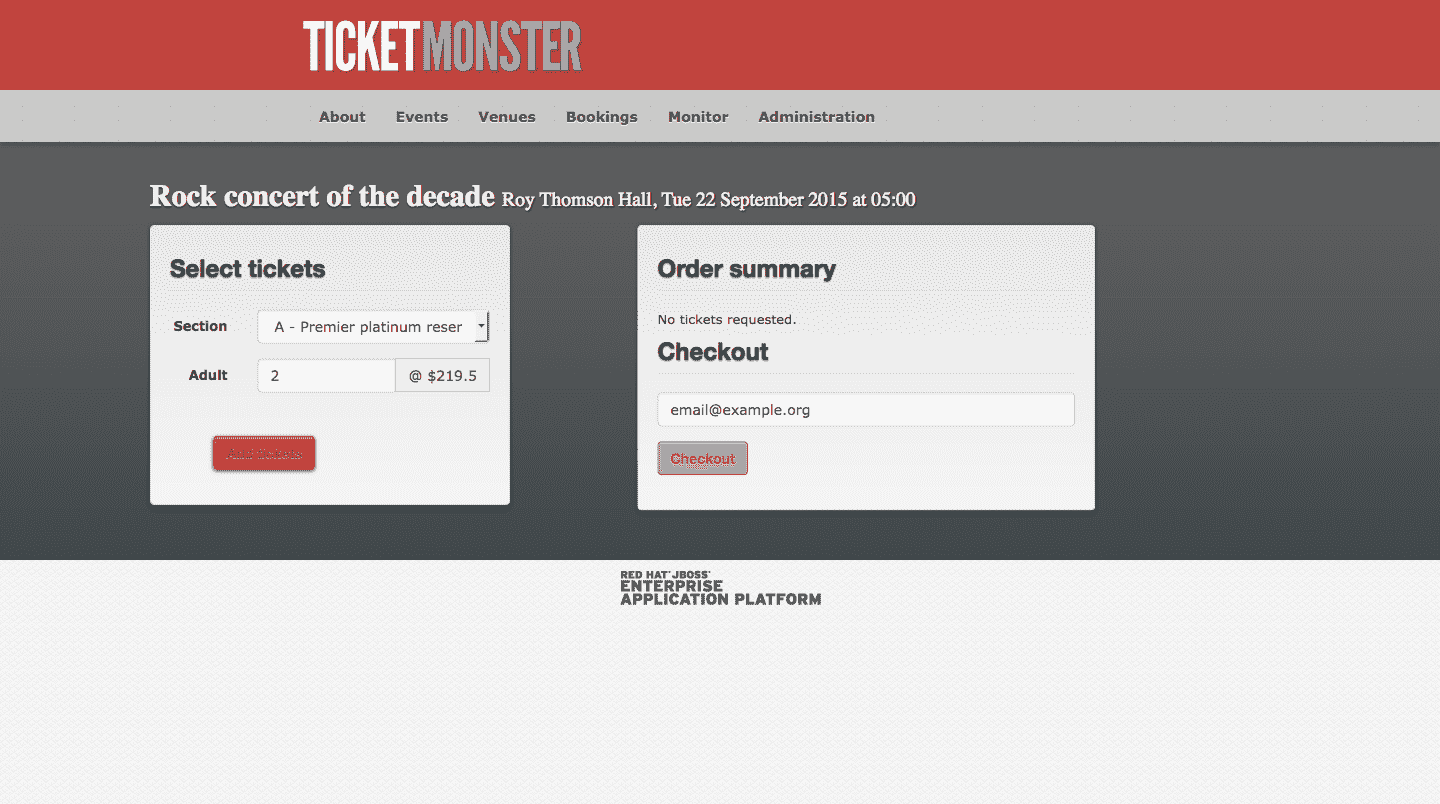 TICKETMONSTER
About Events Venues Bookings Monitor Administration
Rock concert of the decade Roy Thomson Hall, Tue 22 September 2015 at 05:00
Select tickets
Section A - Premier platinum reser
Adult 2 @ $219.5
Add tickets
Order summary
No tickets requested.
Checkout
email@example.org
Checkout
RED HAT® JBOSS®
ENTERPRISE
APPLICATION PLATFORM